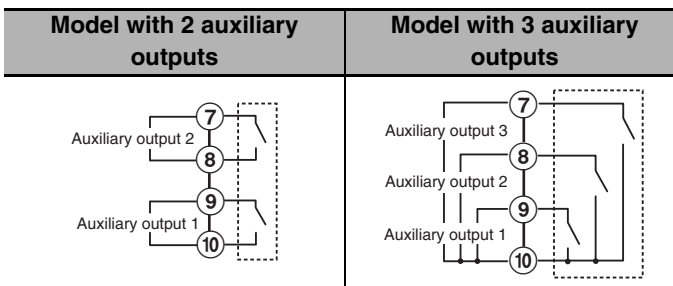 Model with 2 auxiliary
outputs
Model with 3 auxiliary
outputs
7
Auxiliary output 2
8
9
Auxiliary output 1
10
7
Auxiliary output 3
8
Auxiliary output 2
9
Auxiliary output 1
10